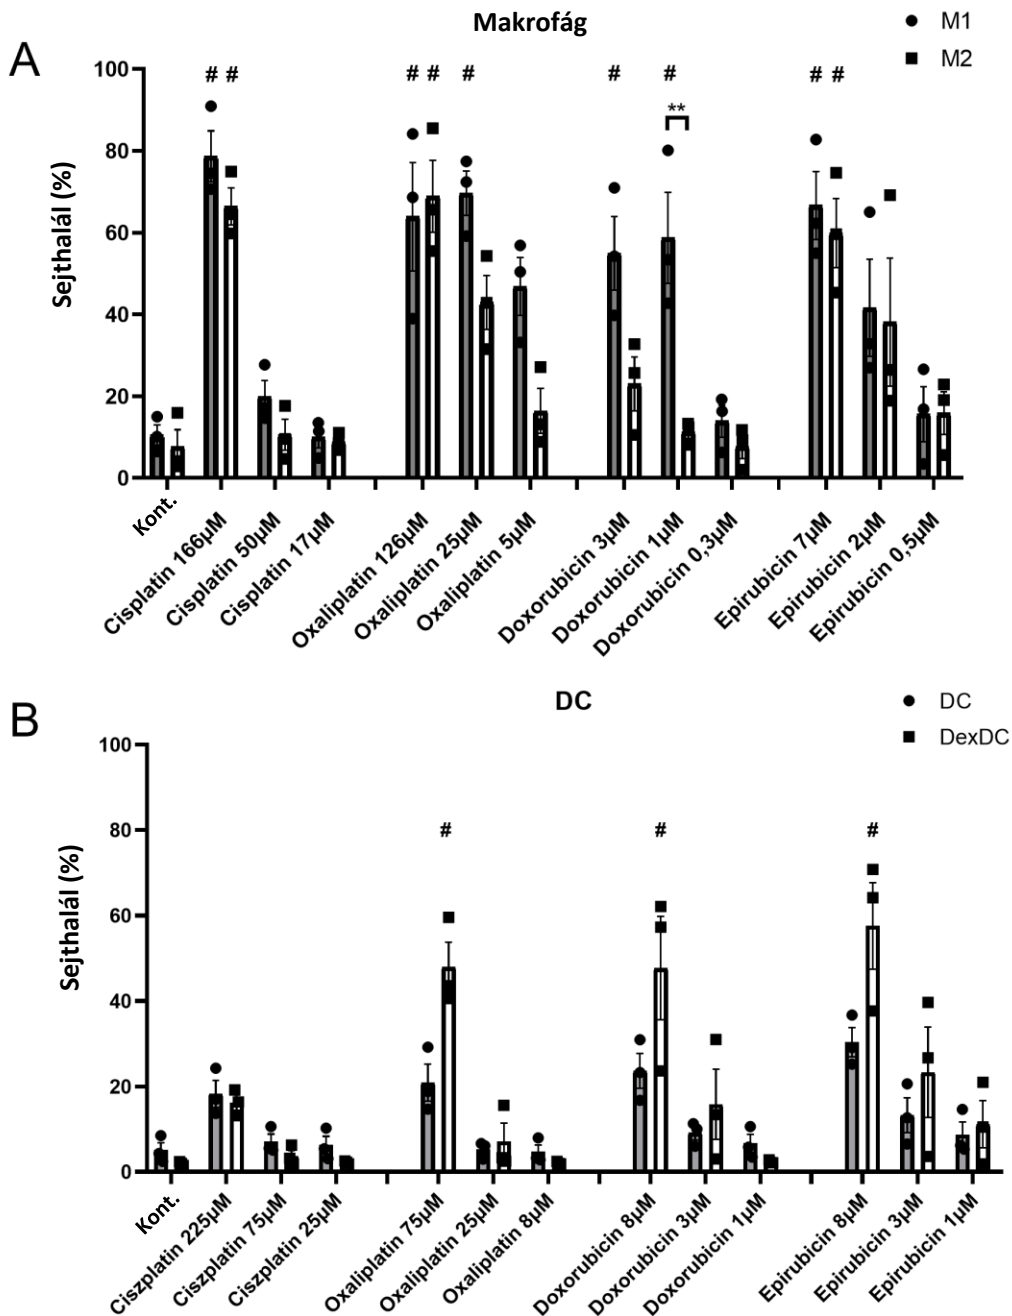 A
Makrofág
M1
M2
Sejthalál (%)
100
80
60
40
20
0
# # # # # # # # #
**
Kont.
Cisplatin 166µM
Cisplatin 50µM
Cisplatin 17µM
Oxaliplatin 126µM
Oxaliplatin 25µM
Oxaliplatin 5µM
Doxorubicin 3µM
Doxorubicin 1µM
Doxorubicin 0,3µM
Epirubicin 7µM
Epirubicin 2µM
Epirubicin 0,5µM
B
DC
DC
DexDC
Sejthalál (%)
100
80
60
40
20
0
# # #
Kont.
Ciszplatin 225µM
Ciszplatin 75µM
Ciszplatin 25µM
Oxaliplatin 75µM
Oxaliplatin 25µM
Oxaliplatin 8µM
Doxorubicin 8µM
Doxorubicin 3µM
Doxorubicin 1µM
Epirubicin 8µM
Epirubicin 3µM
Epirubicin 1µM